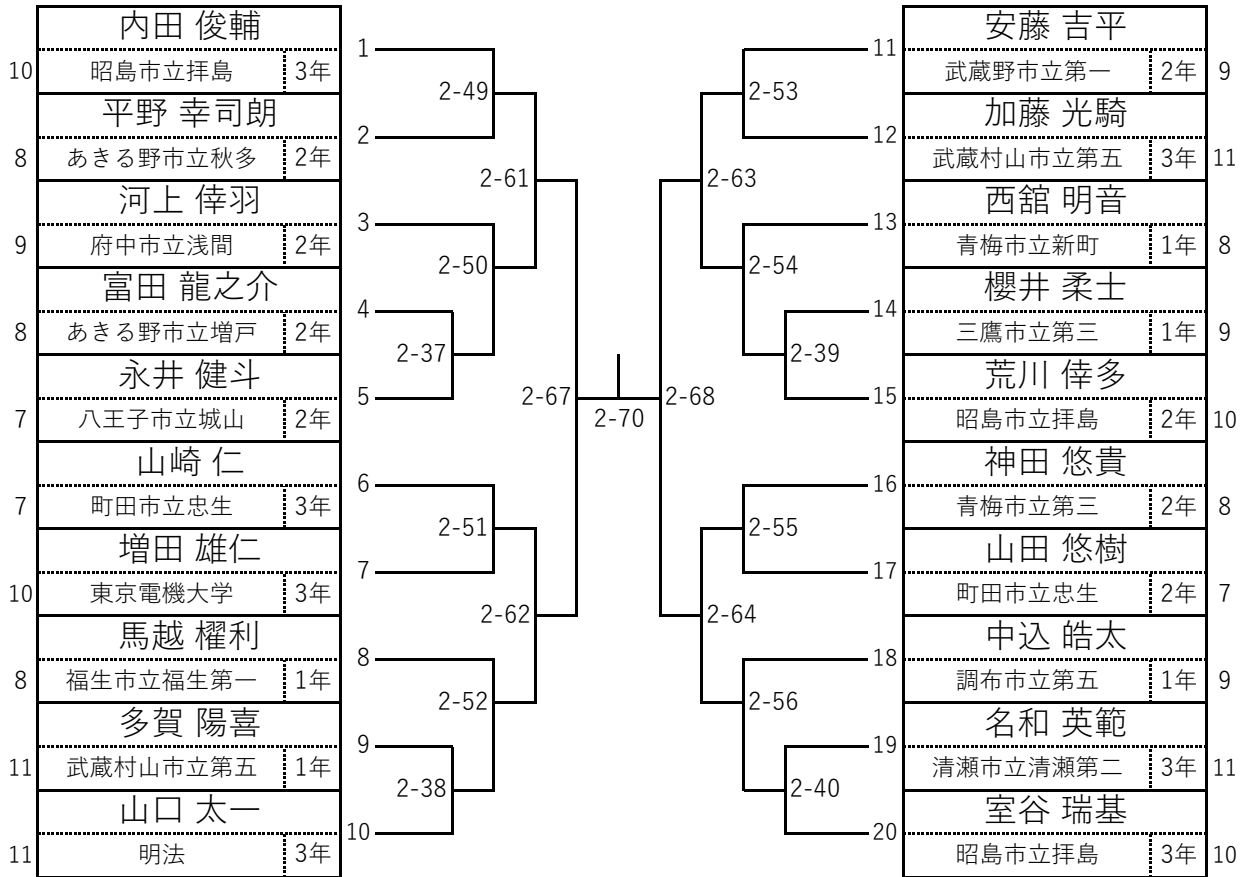 内田 俊輔
10 昭島市立拝島 3年
1
平野 幸司朗
8 あきる野市立秋多 2年
2
河上 倖羽
9 府中市立浅間 2年
3
富田 龍之介
8 あきる野市立増戸 2年
4
永井 健斗
7 八王子市立城山 2年
5
山崎 仁
7 町田市立忠生 3年
6
増田 雄仁
10 東京電機大学 3年
7
馬越 櫂利
8 福生市立福生第一 1年
8
多賀 陽喜
11 武蔵村山市立第五 1年
9
山口 太一
11 明法 3年
10
2-49
2-61
2-50
2-37
2-67
2-51
2-62
2-52
2-38
2-70
2-53
2-63
2-54
2-39
2-68
2-55
2-64
2-56
2-40
安藤 吉平
11
武蔵野市立第一 2年 9
加藤 光騎
12
武蔵村山市立第五 3年 11
西舘 明音
13
青梅市立新町 1年 8
櫻井 柔士
14
三鷹市立第三 1年 9
荒川 倖多
15
昭島市立拝島 2年 10
神田 悠貴
16
青梅市立第三 2年 8
山田 悠樹
17
町田市立忠生 2年 7
中込 皓太
18
調布市立第五 1年 9
名和 英範
19
清瀬市立清瀬第二 3年 11
室谷 瑞基
20
昭島市立拝島 3年 10